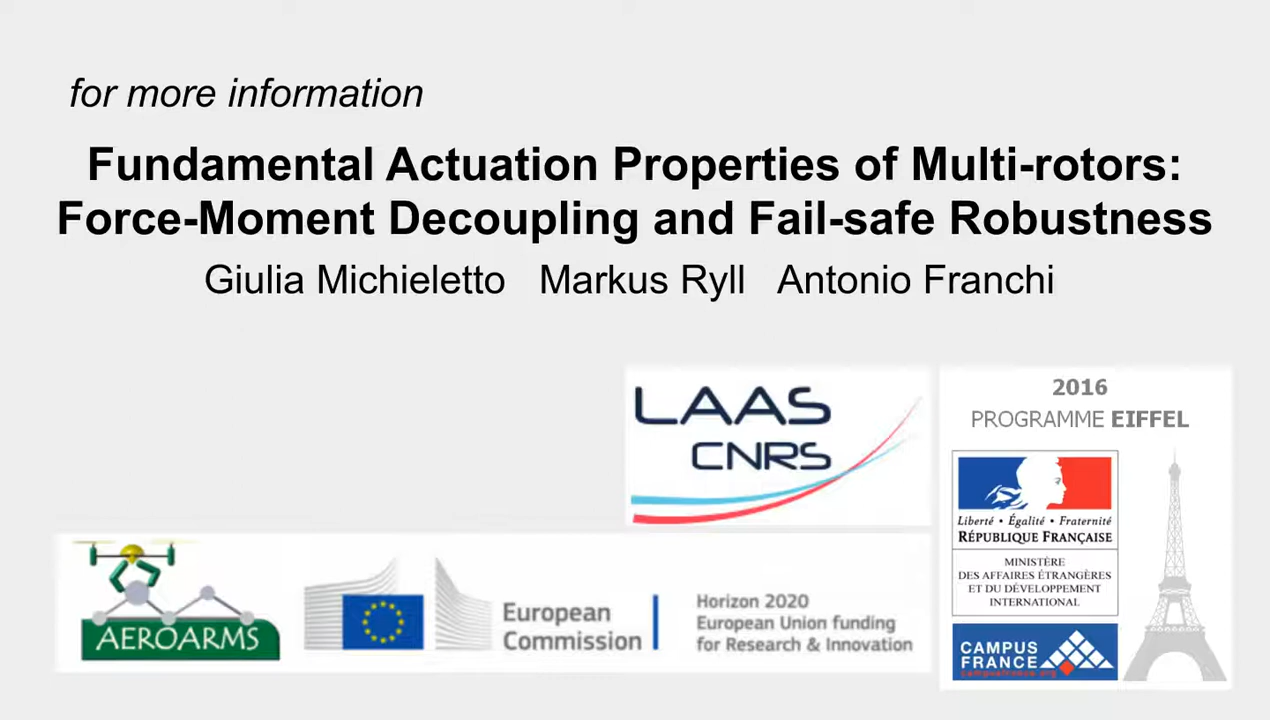 for more information
Fundamental Actuation Properties of Multi-rotors:
Force-Moment Decoupling and Fail-safe Robustness
Giulia Michieletto Markus Ryll Antonio Franchi
LAAS
CNRS
2016
PROGRAMME EIFFEL
Liberté • Égalité • Fraternité
RÉPUBLIQUE FRANÇAISE
MINISTÈRE
DES AFFAIRES ÉTRANGÈRES
ET DU DÉVELOPPEMENT
INTERNATIONAL
CAMPUS
FRANCE
campusfrance.org
AEROARMS
European
Commission
Horizon 2020
European Union funding
for Research & Innovation